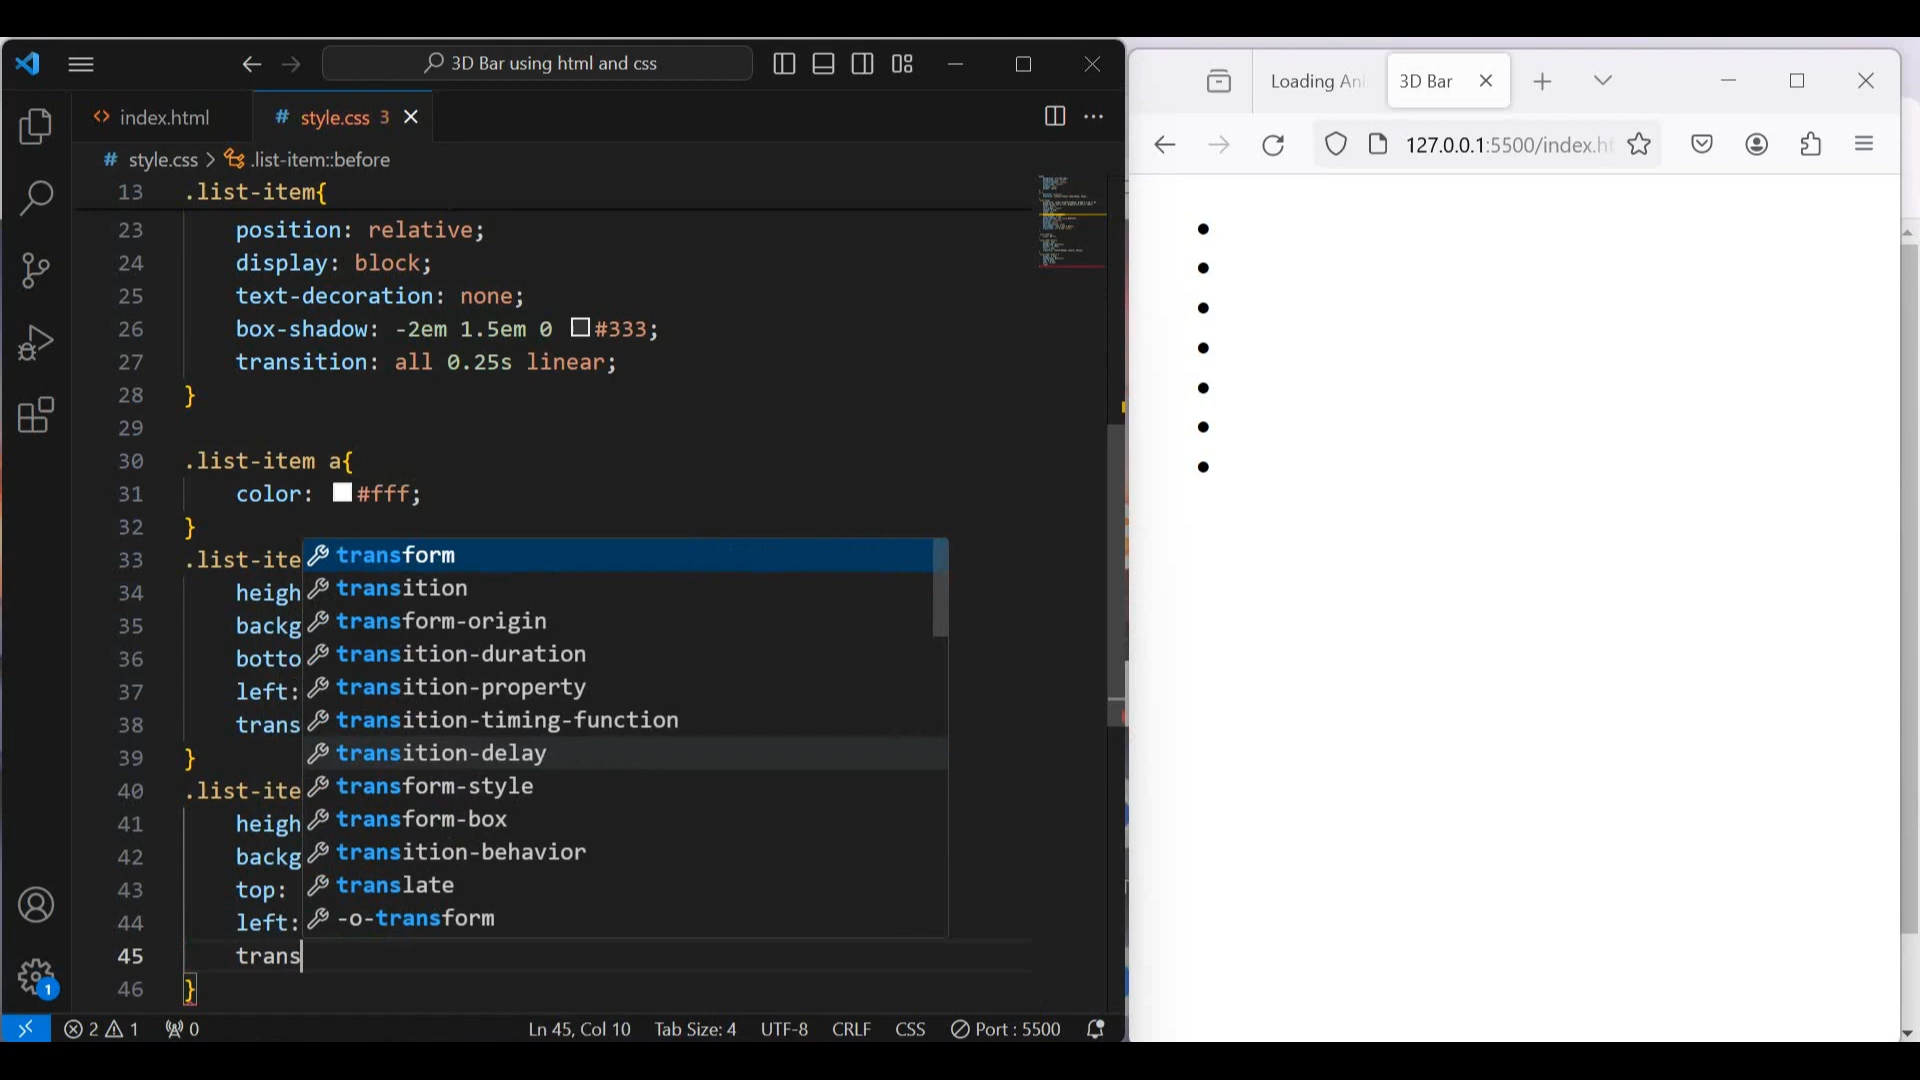 3D Bar using html and css
index.html
# style.css 3
# style.css > .list-item::before
13 .list-item{
23 position: relative;
24 display: block;
25 text-decoration: none;
26 box-shadow: -2em 1.5em 0 #333;
27 transition: all 0.25s linear;
28 }
29
30 .list-item a{
31 color: #fff;
32 }
33 .list-ite
34 heigh
35 backg
36 botto
37 left:
38 trans
39 }
40 .list-ite
41 heigh
42 backg
43 top:
44 left:
45 trans
46 }
transform
transition
transform-origin
transition-duration
transition-property
transition-timing-function
transition-delay
transform-style
transform-box
transition-behavior
translate
-o-transform
1
2 1 0 Ln 45, Col 10 Tab Size: 4 UTF-8 CRLF CSS Port : 5500
Loading Ani
3D Bar
127.0.0.1:5500/index.ht